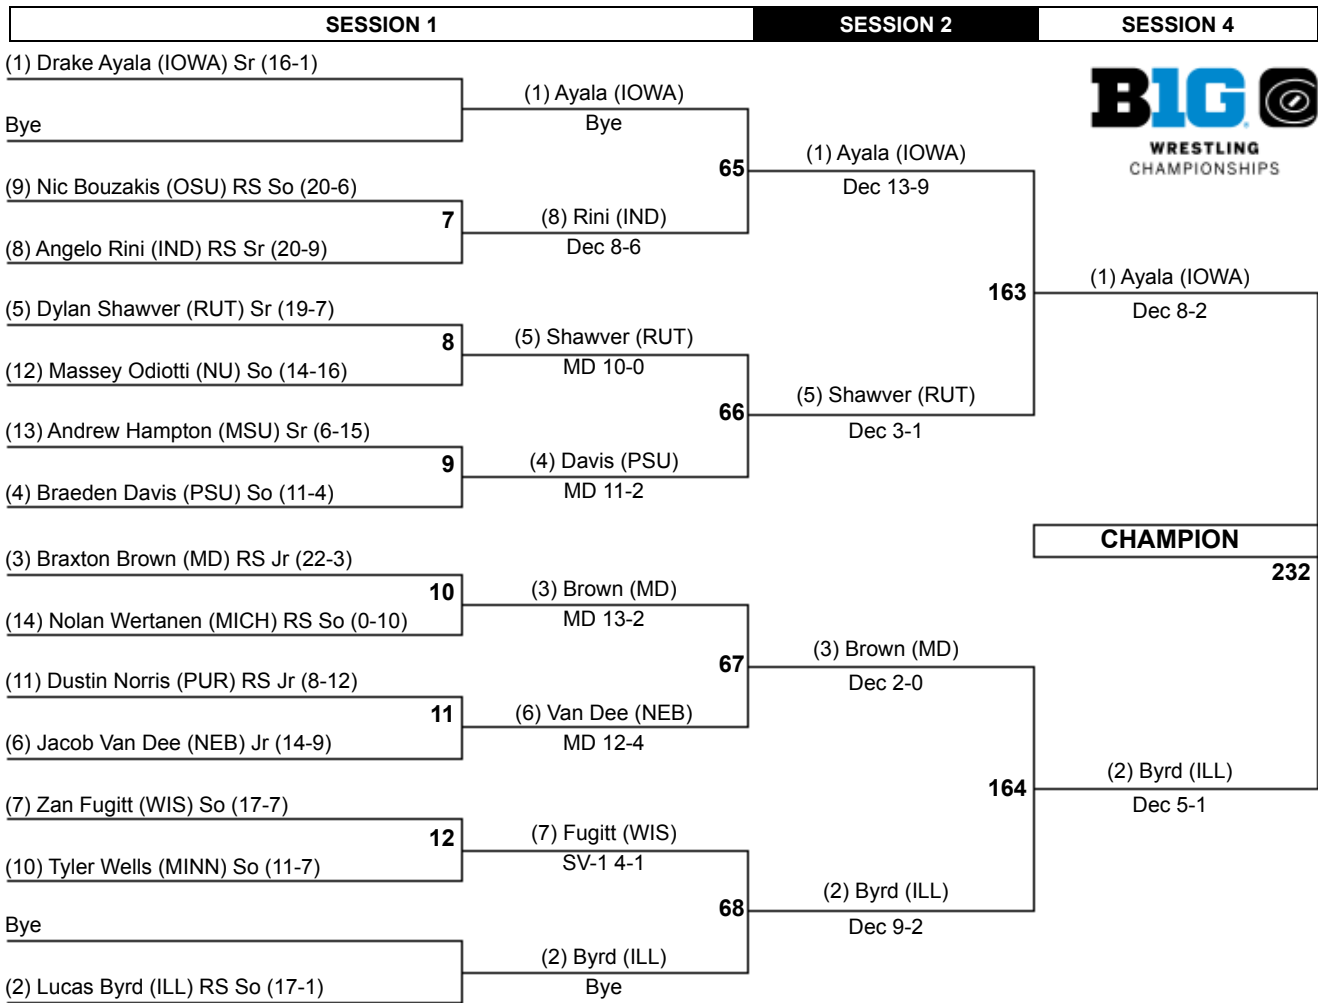 SESSION 1
SESSION 2
SESSION 4
(1) Drake Ayala (IOWA) Sr (16-1)
Bye
(9) Nic Bouzakis (OSU) RS So (20-6)
7
(8) Angelo Rini (IND) RS Sr (20-9)
(5) Dylan Shawver (RUT) Sr (19-7)
8
(12) Massey Odiotti (NU) So (14-16)
(13) Andrew Hampton (MSU) Sr (6-15)
9
(4) Braeden Davis (PSU) So (11-4)
(3) Braxton Brown (MD) RS Jr (22-3)
10
(14) Nolan Wertanen (MICH) RS So (0-10)
(11) Dustin Norris (PUR) RS Jr (8-12)
11
(6) Jacob Van Dee (NEB) Jr (14-9)
(7) Zan Fugitt (WIS) So (17-7)
12
(10) Tyler Wells (MINN) So (11-7)
Bye
(2) Lucas Byrd (ILL) RS So (17-1)
(1) Ayala (IOWA)
Bye
65
(8) Rini (IND)
Dec 8-6
(5) Shawver (RUT)
MD 10-0
66
(4) Davis (PSU)
MD 11-2
(3) Brown (MD)
MD 13-2
67
(6) Van Dee (NEB)
MD 12-4
(7) Fugitt (WIS)
SV-1 4-1
68
(2) Byrd (ILL)
Bye
(1) Ayala (IOWA)
Dec 13-9
163
(5) Shawver (RUT)
Dec 3-1
(3) Brown (MD)
Dec 2-0
164
(2) Byrd (ILL)
Dec 9-2
B1G
WRESTLING
CHAMPIONSHIPS
(1) Ayala (IOWA)
Dec 8-2
CHAMPION
232
(2) Byrd (ILL)
Dec 5-1